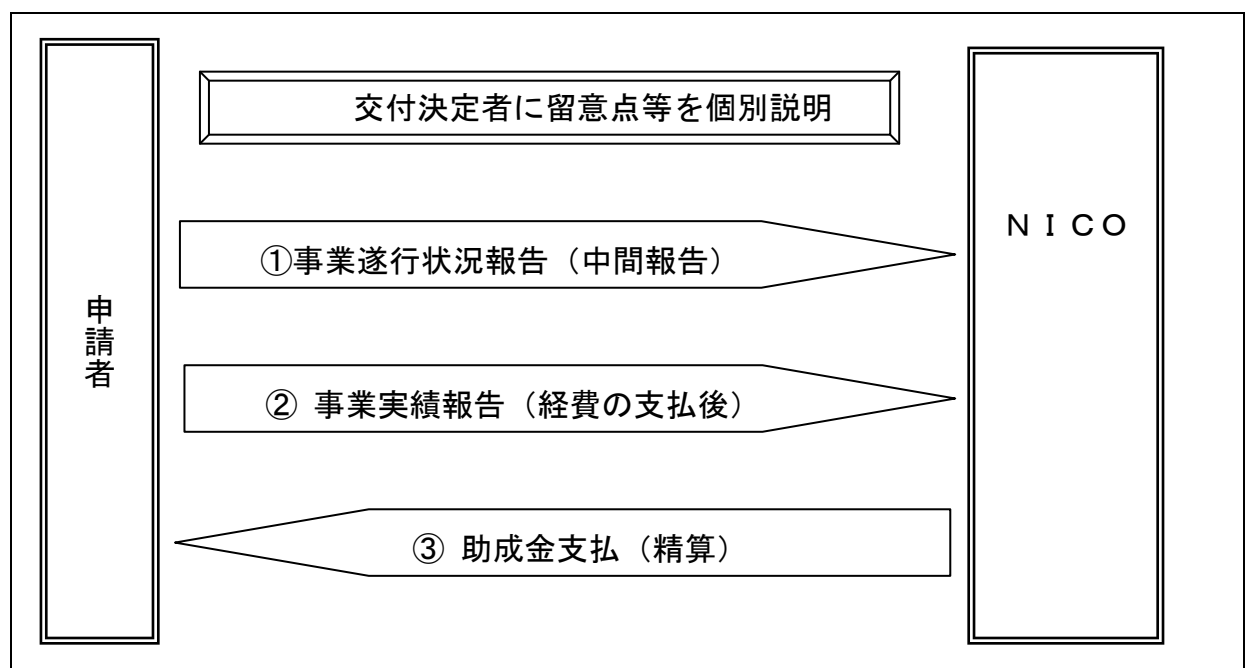 交付決定者に留意点等を個別説明
申請者
ＮＩＣＯ
①事業遂行状況報告（中間報告）
② 事業実績報告（経費の支払後）
③ 助成金支払（精算）